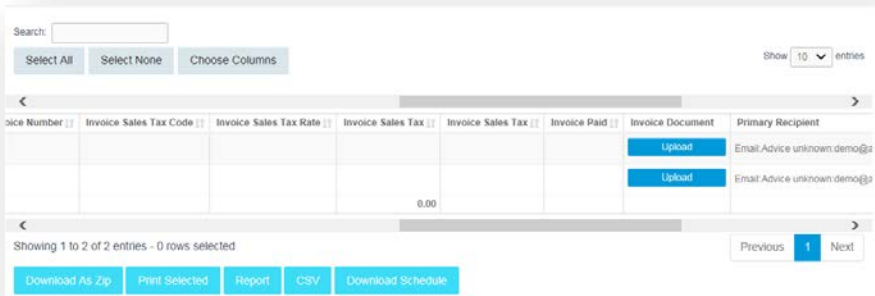 Search:
Select All Select None Choose Columns
Show 10 entries
oice Number Invoice Sales Tax Code Invoice Sales Tax Rate Invoice Sales Tax Invoice Sales Tax Invoice Paid Invoice Document Primary Recipient
Upload Email:Advice unknown:demo@a
Upload Email:Advice unknown:demo@a
0.00
Showing 1 to 2 of 2 entries - 0 rows selected
Previous 1 Next
Download As Zip Print Selected Report CSV Download Schedule